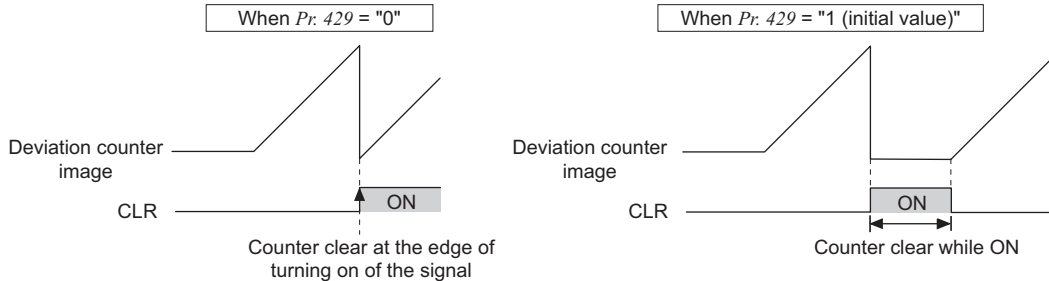 When Pr. 429 = "0"
Deviation counter
image
CLR
ON
Counter clear at the edge of
turning on of the signal
When Pr. 429 = "1 (initial value)"
Deviation counter
image
CLR
ON
Counter clear while ON